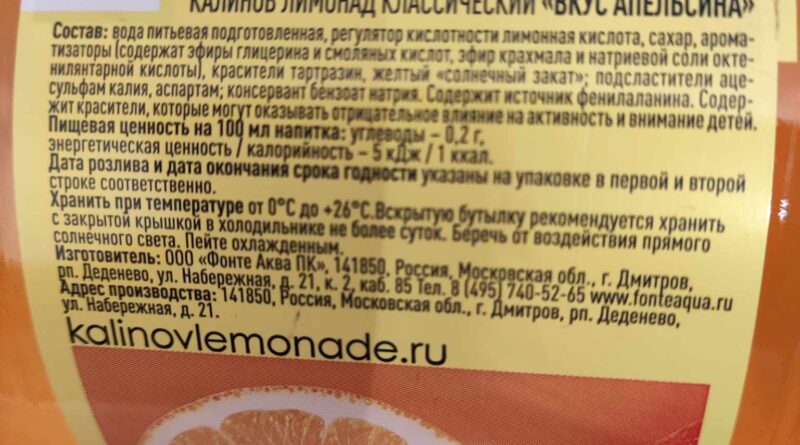 КАЛИНОВ ЛИМОНАД КЛАССИЧЕСКИЙ «ВКУС АПЕЛЬСИНА»
Состав: вода питьевая подготовленная, регулятор кислотности лимонная кислота, сахар, арома-
тизаторы (содержат эфиры глицерина и смоляных кислот, эфир крахмала и натриевой соли окте-
нилянтарной кислоты), красители тартразин, желтый «солнечный закат»; подсластители аце-
сульфам калия, аспартам; консервант бензоат натрия. Содержит источник фенилаланина. Содер-
жит красители, которые могут оказывать отрицательное влияние на активность и внимание детей.
Пищевая ценность на 100 мл напитка: углеводы – 0,2 г,
энергетическая ценность / калорийность – 5 кДж / 1 ккал.
Дата розлива и дата окончания срока годности указаны на упаковке в первой и второй
строке соответственно.
Хранить при температуре от 0°С до +26°С.Вскрытую бутылку рекомендуется хранить
с закрытой крышкой в холодильнике не более суток. Беречь от воздействия прямого
солнечного света. Пейте охлажденным.
Изготовитель: ООО «Фонте Аква ПК», 141850, Россия, Московская обл., г. Дмитров,
рп. Деденево, ул. Набережная, д. 21, к. 2, каб. 85 Тел. 8 (495) 740-52-65 www.fonteaqua.ru
Адрес производства: 141850, Россия, Московская обл., г. Дмитров, рп. Деденево,
ул. Набережная, д. 21.
kalinovlemonade.ru